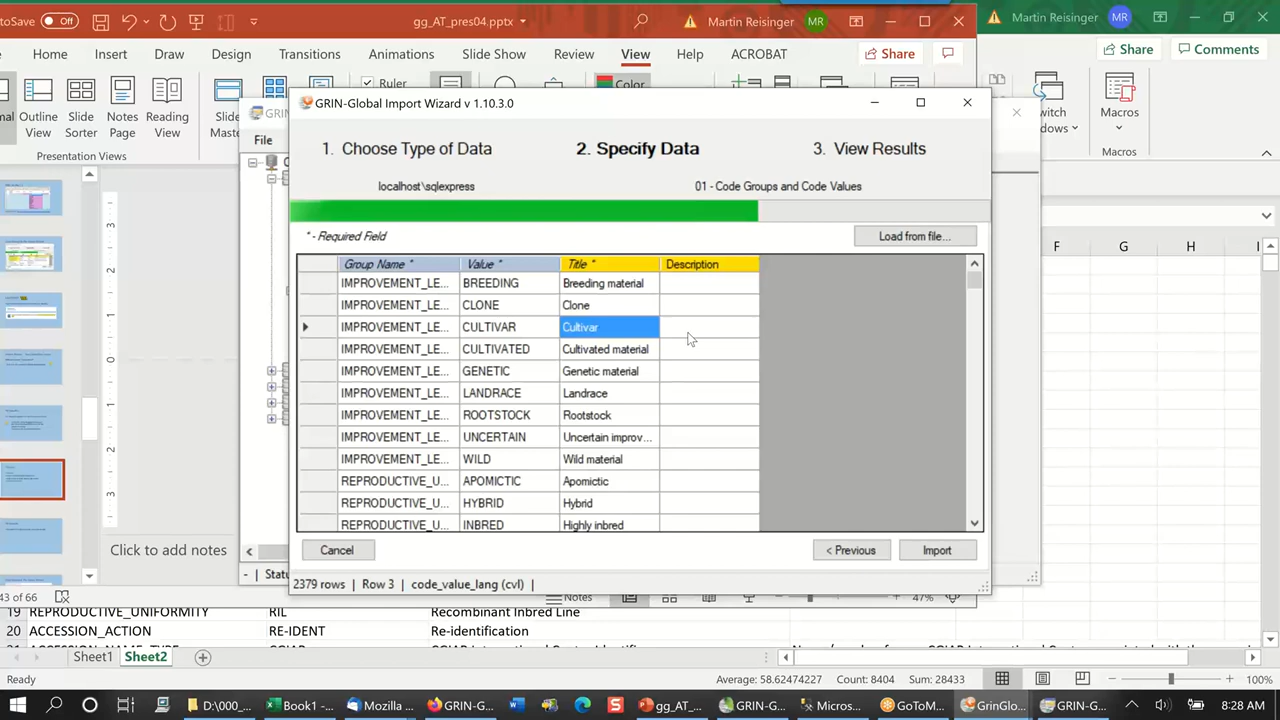 toSave Off
gg_AT_pres04.pptx
Martin Reisinger MR
Martin Reisinger MR
Home Insert Draw Design Transitions Animations Slide Show Review View Help ACROBAT Share
Share Comments
Outline View
Slide Sorter
Notes Page
Reading View
Presentation Views
Slide
Ruler
Color
Macros
Macros
GRIN-Global Import Wizard v 1.10.3.0
File
1. Choose Type of Data 2. Specify Data 3. View Results
localhost\sqlexpress 01 - Code Groups and Code Values
* - Required Field Load from file...
Group Name * Value * Title * Description
IMPROVEMENT_LE... BREEDING Breeding material
IMPROVEMENT_LE... CLONE Clone
IMPROVEMENT_LE... CULTIVAR Cultivar
IMPROVEMENT_LE... CULTIVATED Cultivated material
IMPROVEMENT_LE... GENETIC Genetic material
IMPROVEMENT_LE... LANDRACE Landrace
IMPROVEMENT_LE... ROOTSTOCK Rootstock
IMPROVEMENT_LE... UNCERTAIN Uncertain improv...
IMPROVEMENT_LE... WILD Wild material
REPRODUCTIVE_U... APOMICTIC Apomictic
REPRODUCTIVE_U... HYBRID Hybrid
REPRODUCTIVE_U... INBRED Highly inbred
Cancel < Previous Import
2379 rows Row 3 code_value_lang (cvl)
F G H I
Click to add notes
43 of 66
Notes
47%
19 REPRODUCTIVE_UNIFORMITY RIL Recombinant Inbred Line
20 ACCESSION_ACTION RE-IDENT Re-identification
Sheet1 Sheet2
Ready Average: 58.62474227 Count: 8404 Sum: 28433 100%
D:\000_... Book1 -... Mozilla ... GRIN-G... gg_AT_... GRIN-G... Micros... GoToM... GrinGlo... GRIN-G... 8:28 AM